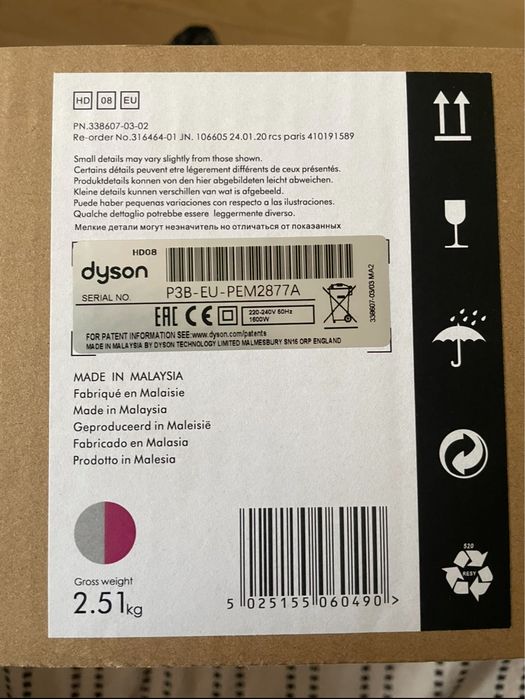 HD 08 EU
PN.338607-03-02
Re-order No.316464-01 JN. 106605 24.01.20 rcs paris 410191589
Small details may vary slightly from those shown.
Certains détails peuvent etre légerement différents de ceux présentés.
Produktdetails konnen von den hier abgebildeten leicht abweichen.
Kleine details kunnen verschillen van wat is afgebeeld.
Puede haber pequenas variaciones con respecto a las ilustraciones.
Qualche dettaglio potrebbe essere leggermente diverso.
Мелкие детали могут незначитель но отличаться от показанных
HD08
dyson
SERIAL NO. P3B-EU-PEM2877A
EAC CE
220-240V 50Hz
1600W
FOR PATENT INFORMATION SEE:www.dyson.com/patents
MADE IN MALAYSIA BY DYSON TECHNOLOGY LIMITED MALMESBURY SN16 ORP ENGLAND
338607-03/03 MA2
MADE IN MALAYSIA
Fabriqué en Malaisie
Made in Malaysia
Geproduceerd in Maleisië
Fabricado en Malasia
Prodotto in Malesia
Gross weight
2.51kg
5 025155 060490 >
520
RESY